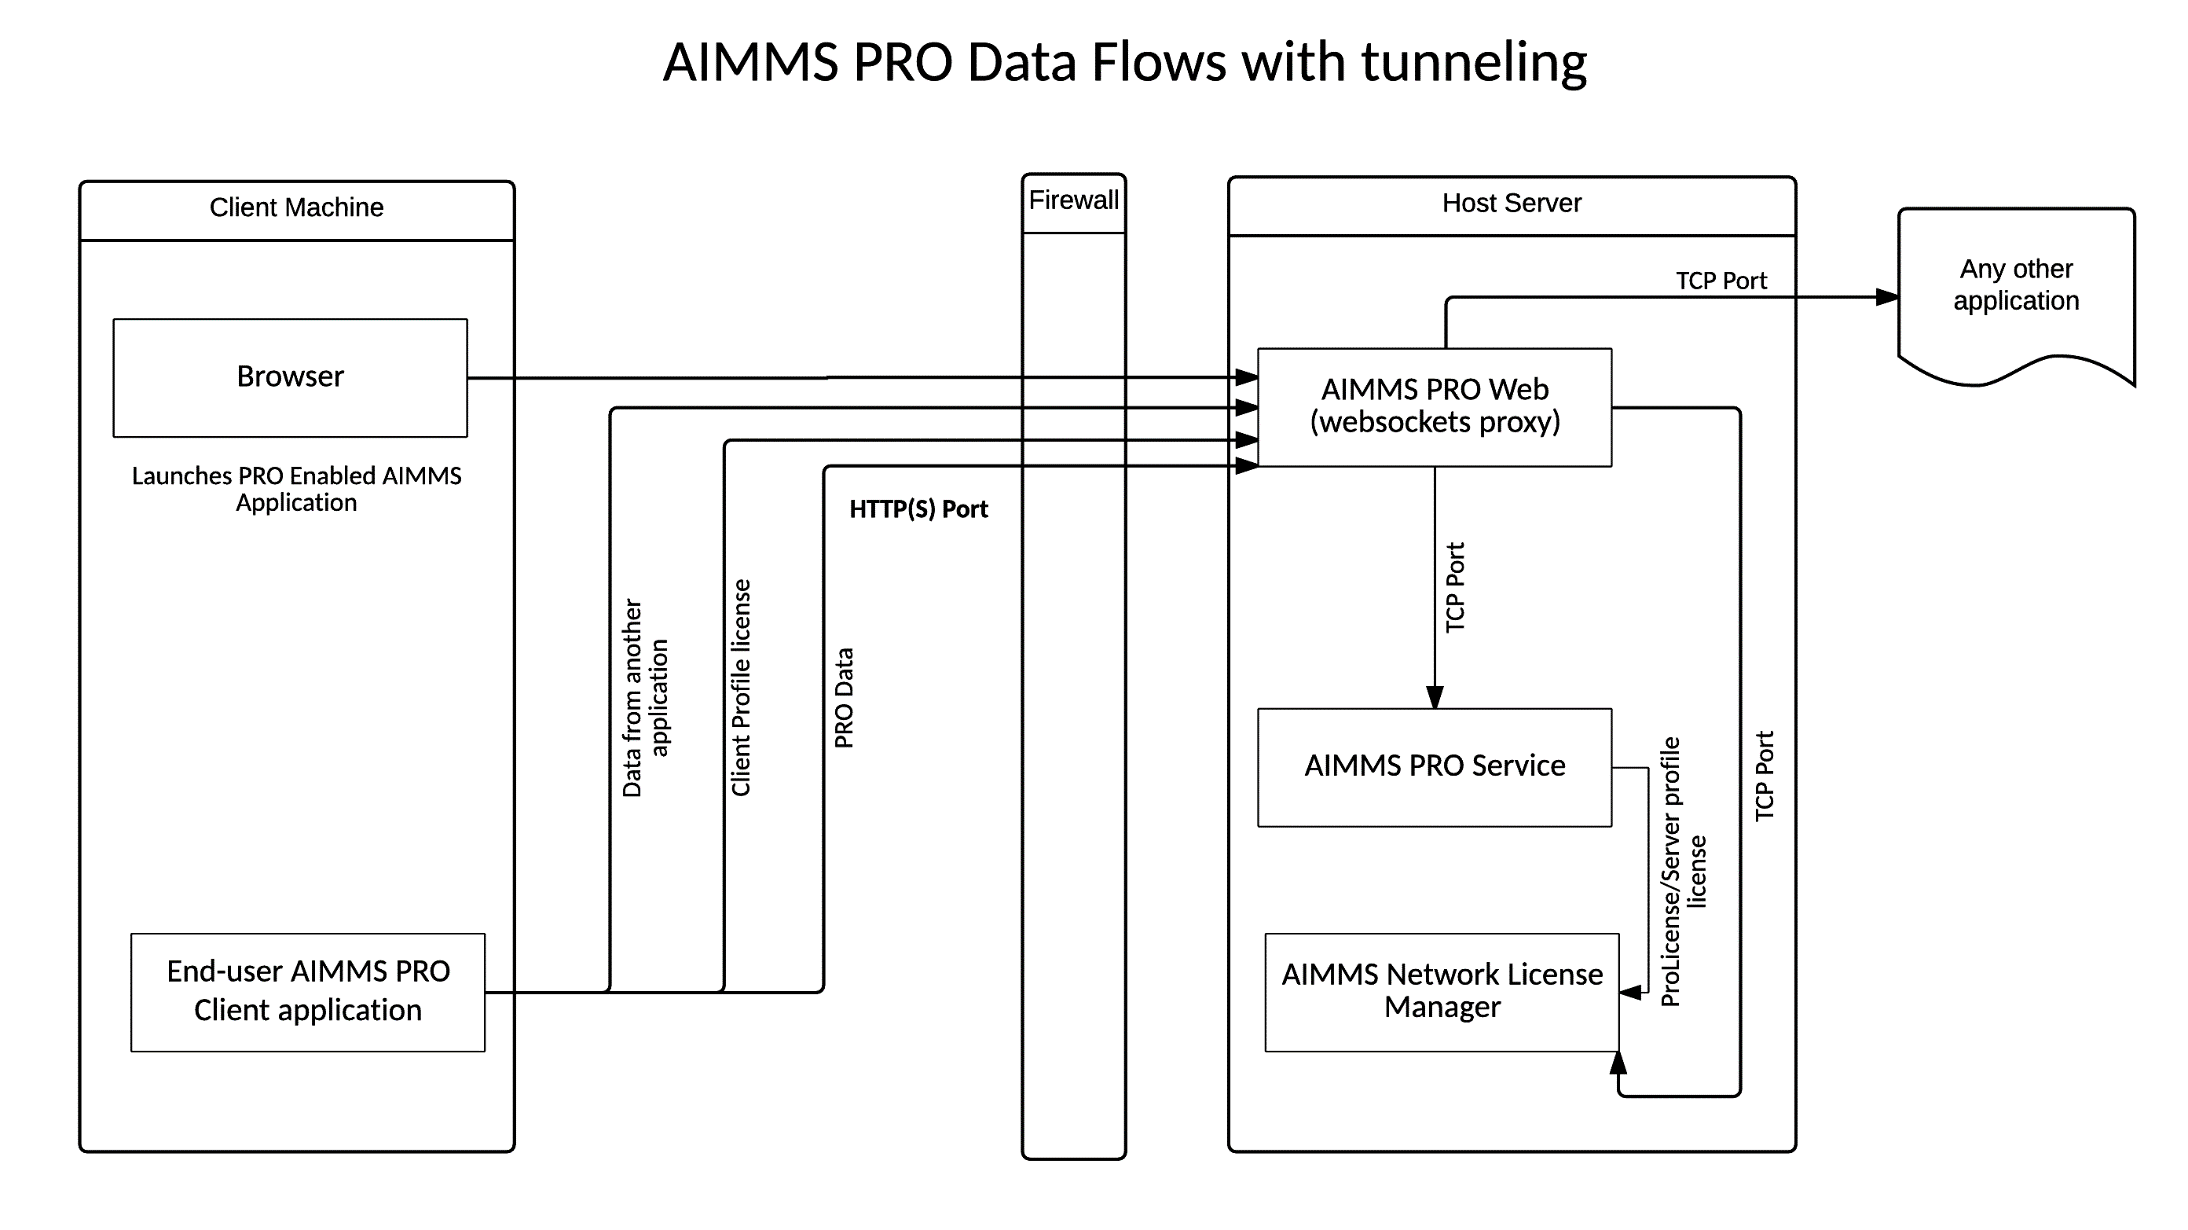 AIMMS PRO Data Flows with tunneling
Client Machine
Browser
Launches PRO Enabled AIMMS
Application
End-user AIMMS PRO
Client application
Data from another
application
Client Profile license
PRO Data
HTTP(S) Port
Firewall
Host Server
TCP Port
AIMMS PRO Web
(websockets proxy)
TCP Port
AIMMS PRO Service
ProLicense/Server profile
license
TCP Port
AIMMS Network License
Manager
Any other
application